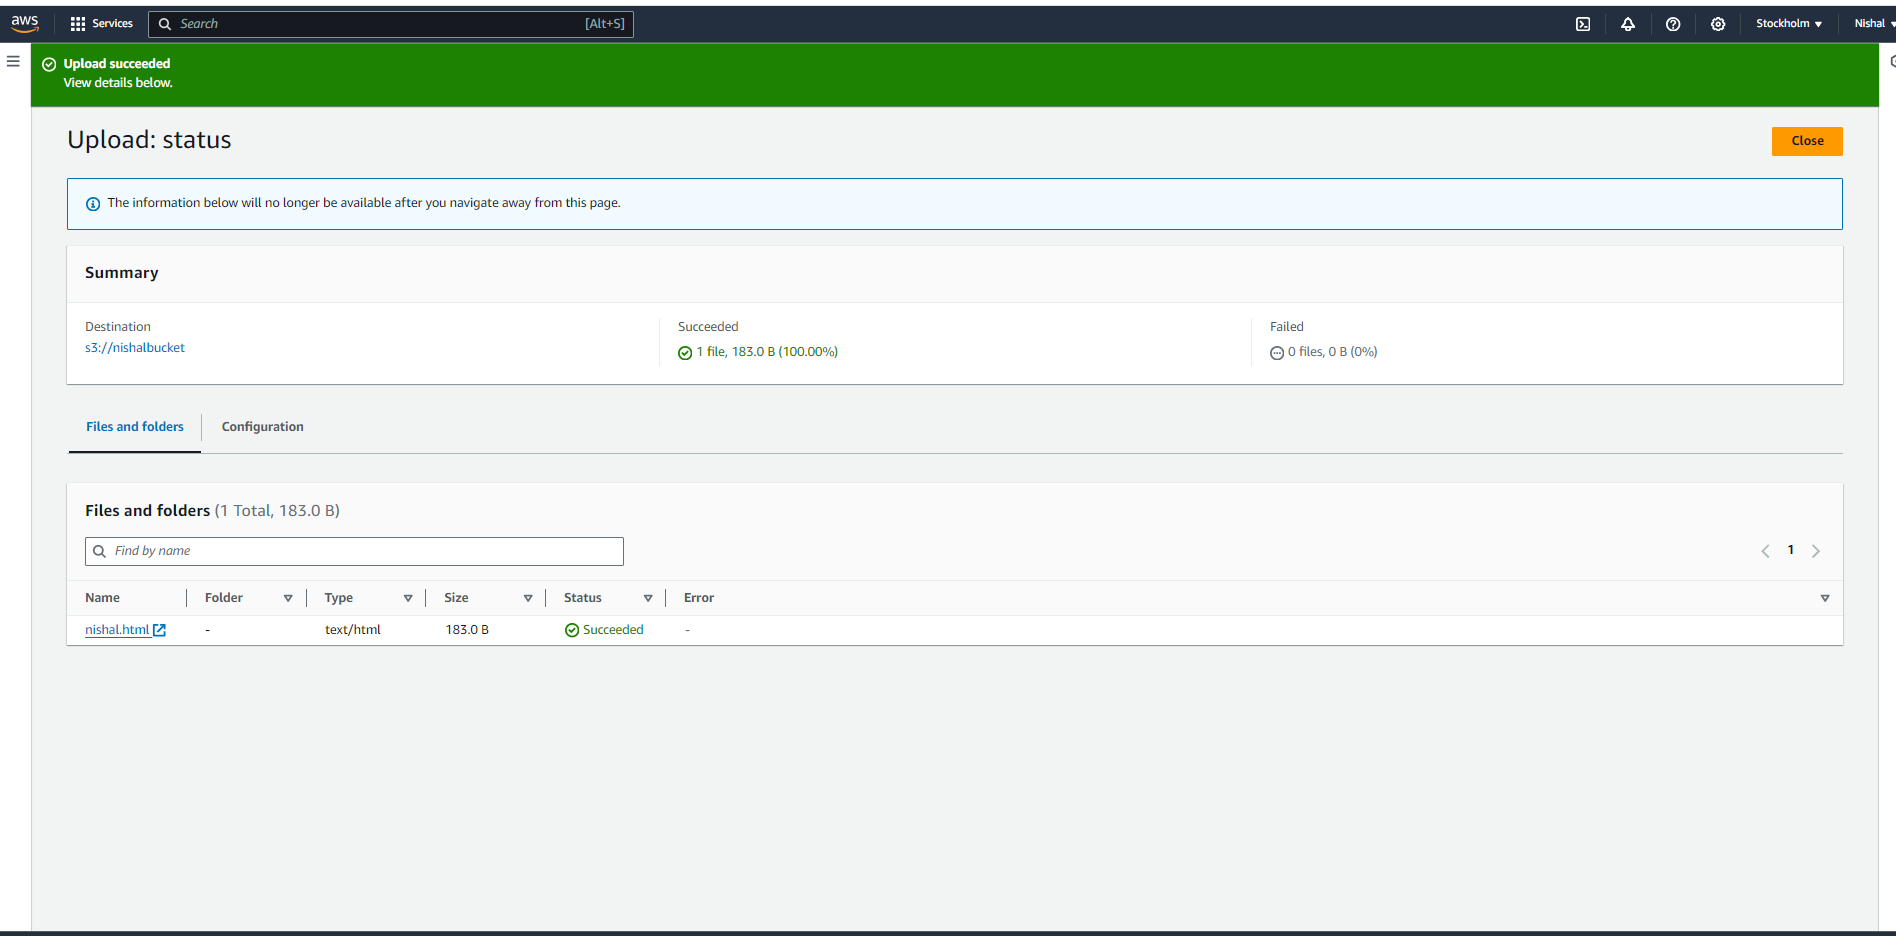 aws Services Search [Alt+S] Stockholm Nishal
Upload succeeded
View details below.
Upload: status
Close
The information below will no longer be available after you navigate away from this page.
Summary
Destination Succeeded Failed
s3://nishalbucket 1 file, 183.0 B (100.00%) 0 files, 0 B (0%)
Files and folders Configuration
Files and folders (1 Total, 183.0 B)
Find by name 1
Name Folder Type Size Status Error
nishal.html - text/html 183.0 B Succeeded -